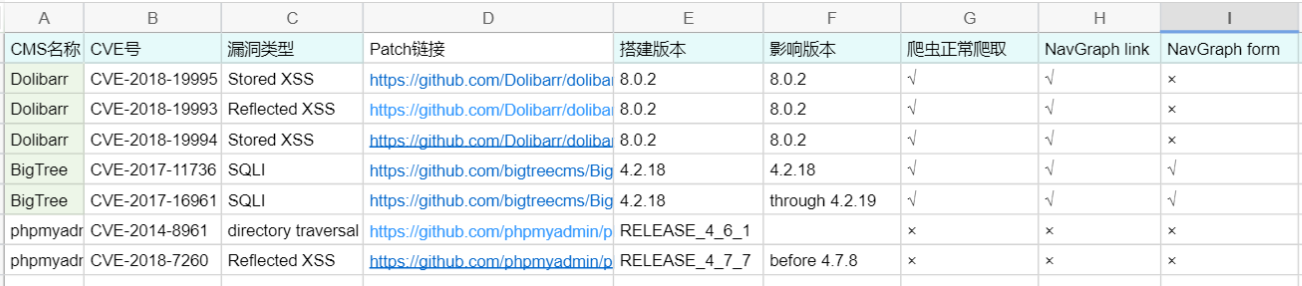 A B C D E F G H I
CMS名称 CVE号 漏洞类型 Patch链接 搭建版本 影响版本 爬虫正常爬取 NavGraph link NavGraph form
Dolibarr CVE-2018-19995 Stored XSS https://github.com/Dolibarr/doliba 8.0.2 8.0.2 √ √ ×
Dolibarr CVE-2018-19993 Reflected XSS https://github.com/Dolibarr/doliba 8.0.2 8.0.2 √ √ ×
Dolibarr CVE-2018-19994 Stored XSS https://github.com/Dolibarr/doliba 8.0.2 8.0.2 √ √ ×
BigTree CVE-2017-11736 SQLI https://github.com/bigtreecms/Big 4.2.18 4.2.18 √ √ √
BigTree CVE-2017-16961 SQLI https://github.com/bigtreecms/Big 4.2.18 through 4.2.19 √ √ √
phpmyadr CVE-2014-8961 directory traversal https://github.com/phpmyadmin/p RELEASE_4_6_1 × × ×
phpmyadr CVE-2018-7260 Reflected XSS https://github.com/phpmyadmin/p RELEASE_4_7_7 before 4.7.8 × × ×